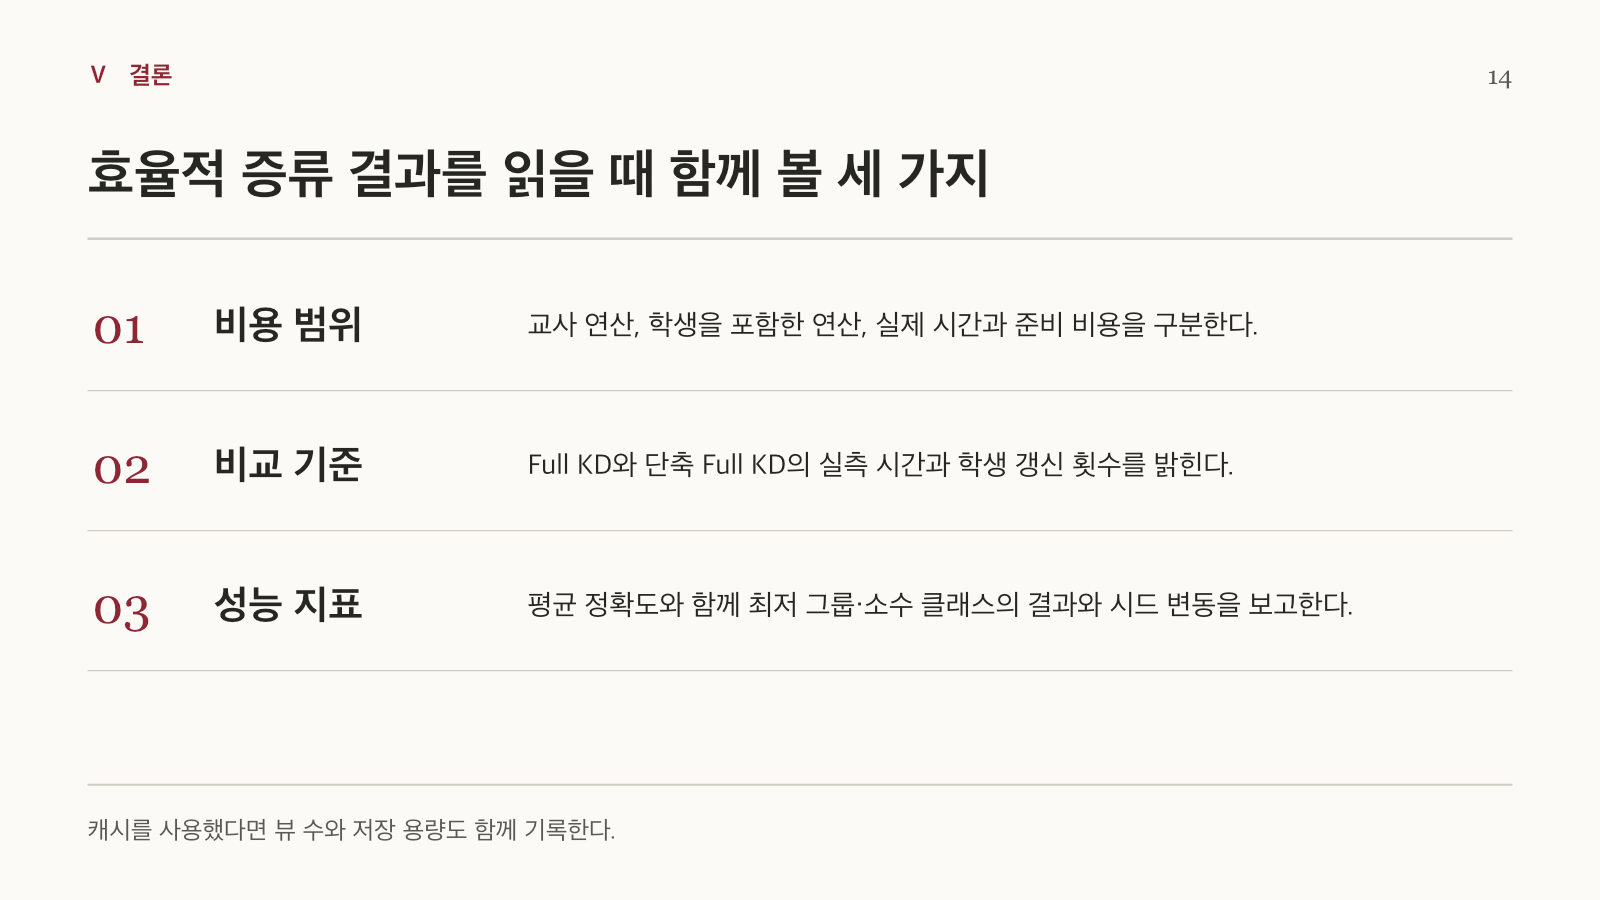 V 결론
14
효율적 증류 결과를 읽을 때 함께 볼 세 가지
01 비용 범위 교사 연산, 학생을 포함한 연산, 실제 시간과 준비 비용을 구분한다.
02 비교 기준 Full KD와 단축 Full KD의 실측 시간과 학생 갱신 횟수를 밝힌다.
03 성능 지표 평균 정확도와 함께 최저 그룹·소수 클래스의 결과와 시드 변동을 보고한다.
캐시를 사용했다면 뷰 수와 저장 용량도 함께 기록한다.